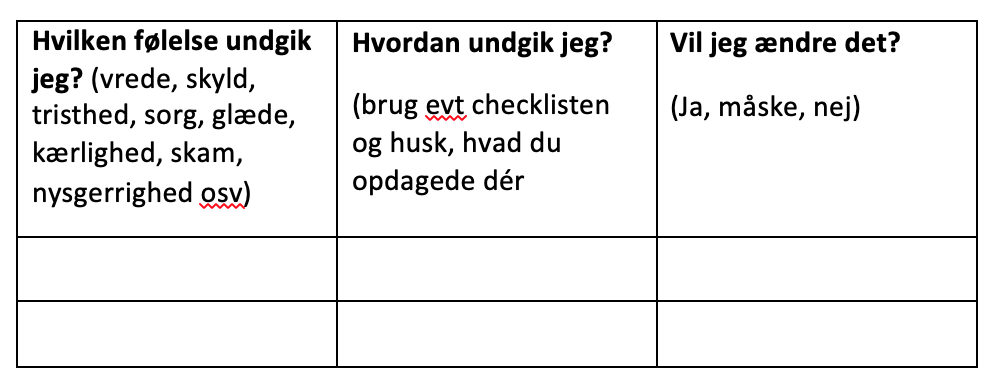 Hvilken følelse undgik
jeg? (vrede, skyld,
tristhed, sorg, glæde,
kærlighed, skam,
nysgerrighed osv)
Hvordan undgik jeg?
(brug evt checklisten
og husk, hvad du
opdagede dér
Vil jeg ændre det?
(Ja, måske, nej)